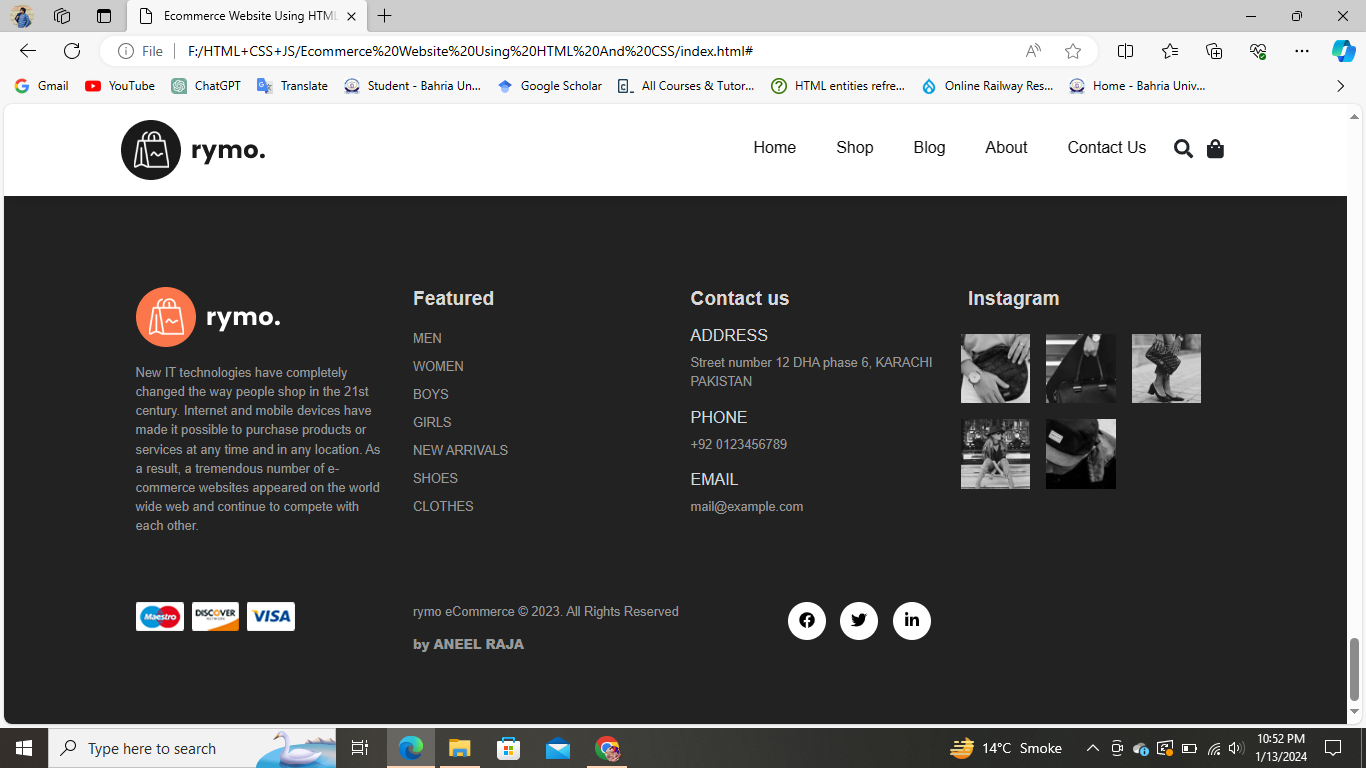 Ecommerce Website Using HTML
File
F:/HTML+CSS+JS/Ecommerce%20Website%20Using%20HTML%20And%20CSS/index.html#
Gmail
YouTube
ChatGPT
Translate
Student - Bahria Un...
Google Scholar
All Courses & Tutor...
HTML entities refre...
Online Railway Res...
Home - Bahria Univ...
rymo.
Home
Shop
Blog
About
Contact Us
rymo.
New IT technologies have completely
changed the way people shop in the 21st
century. Internet and mobile devices have
made it possible to purchase products or
services at any time and in any location. As
a result, a tremendous number of e-
commerce websites appeared on the world
wide web and continue to compete with
each other.
Featured
MEN
WOMEN
BOYS
GIRLS
NEW ARRIVALS
SHOES
CLOTHES
Contact us
ADDRESS
Street number 12 DHA phase 6, KARACHI
PAKISTAN
PHONE
+92 0123456789
EMAIL
mail@example.com
Instagram
Maestro
DISCOVER
NETWORK
VISA
rymo eCommerce © 2023. All Rights Reserved
by ANEEL RAJA
Type here to search
14°C Smoke
10:52 PM
1/13/2024